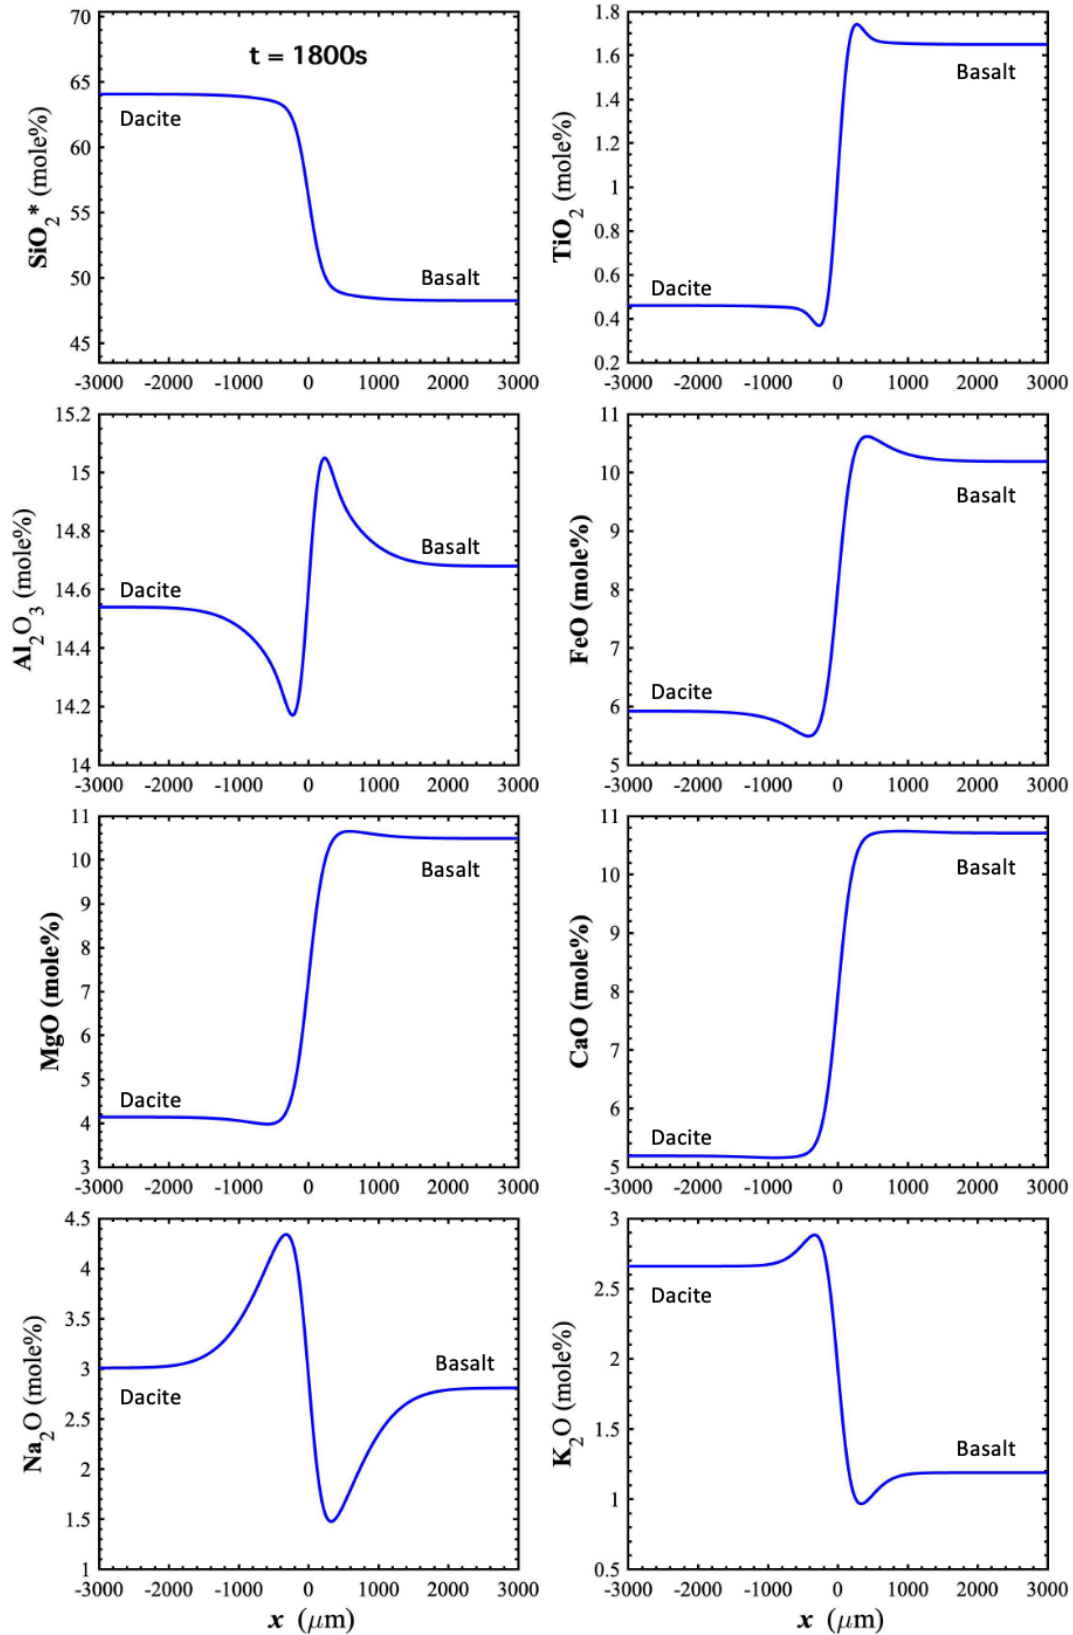 t = 1800s
SiO2* (mole%)
70
65
60
55
50
45
Dacite
Basalt
-3000 -2000 -1000 0 1000 2000 3000
TiO2 (mole%)
1.8
1.6
1.4
1.2
1
0.8
0.6
0.4
0.2
Basalt
Dacite
-3000 -2000 -1000 0 1000 2000 3000
Al2O3 (mole%)
15.2
15
14.8
14.6
14.4
14.2
14
Basalt
Dacite
-3000 -2000 -1000 0 1000 2000 3000
FeO (mole%)
11
10
9
8
7
6
5
Basalt
Dacite
-3000 -2000 -1000 0 1000 2000 3000
MgO (mole%)
11
10
9
8
7
6
5
4
3
Basalt
Dacite
-3000 -2000 -1000 0 1000 2000 3000
CaO (mole%)
11
10
9
8
7
6
5
Basalt
Dacite
-3000 -2000 -1000 0 1000 2000 3000
Na2O (mole%)
4.5
4
3.5
3
2.5
2
1.5
1
Basalt
Dacite
-3000 -2000 -1000 0 1000 2000 3000
x (μm)
K2O (mole%)
3
2.5
2
1.5
1
0.5
Dacite
Basalt
-3000 -2000 -1000 0 1000 2000 3000
x (μm)